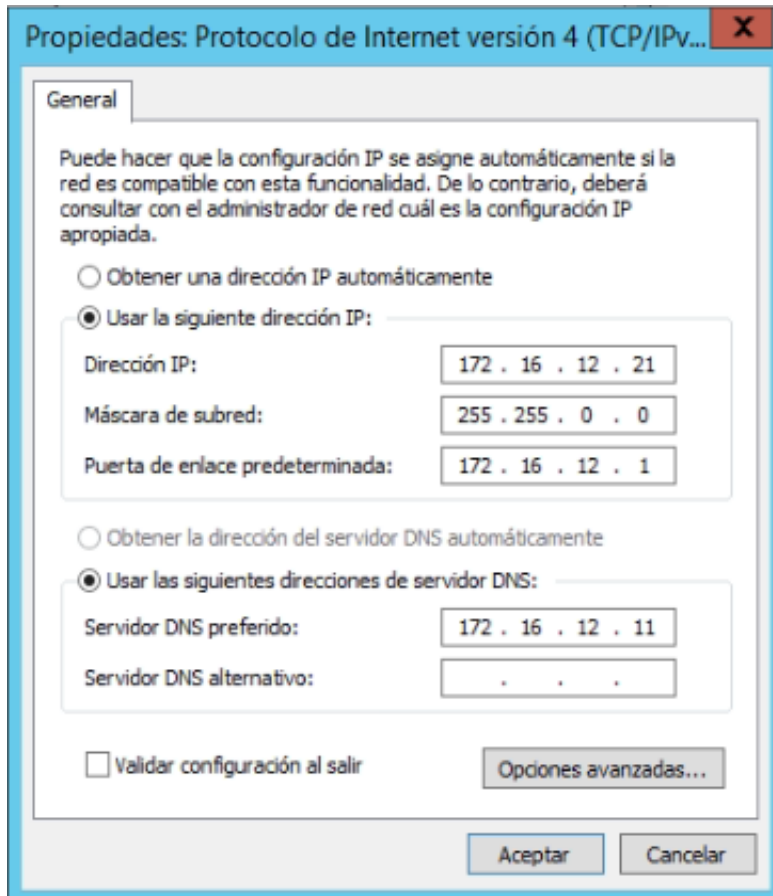 Propiedades: Protocolo de Internet versión 4 (TCP/IPv...
X
General
Puede hacer que la configuración IP se asigne automáticamente si la
red es compatible con esta funcionalidad. De lo contrario, deberá
consultar con el administrador de red cuál es la configuración IP
apropiada.
Obtener una dirección IP automáticamente
Usar la siguiente dirección IP:
Dirección IP: 172 . 16 . 12 . 21
Máscara de subred: 255 . 255 . 0 . 0
Puerta de enlace predeterminada: 172 . 16 . 12 . 1
Obtener la dirección del servidor DNS automáticamente
Usar las siguientes direcciones de servidor DNS:
Servidor DNS preferido: 172 . 16 . 12 . 11
Servidor DNS alternativo: . . .
Validar configuración al salir Opciones avanzadas...
Aceptar Cancelar